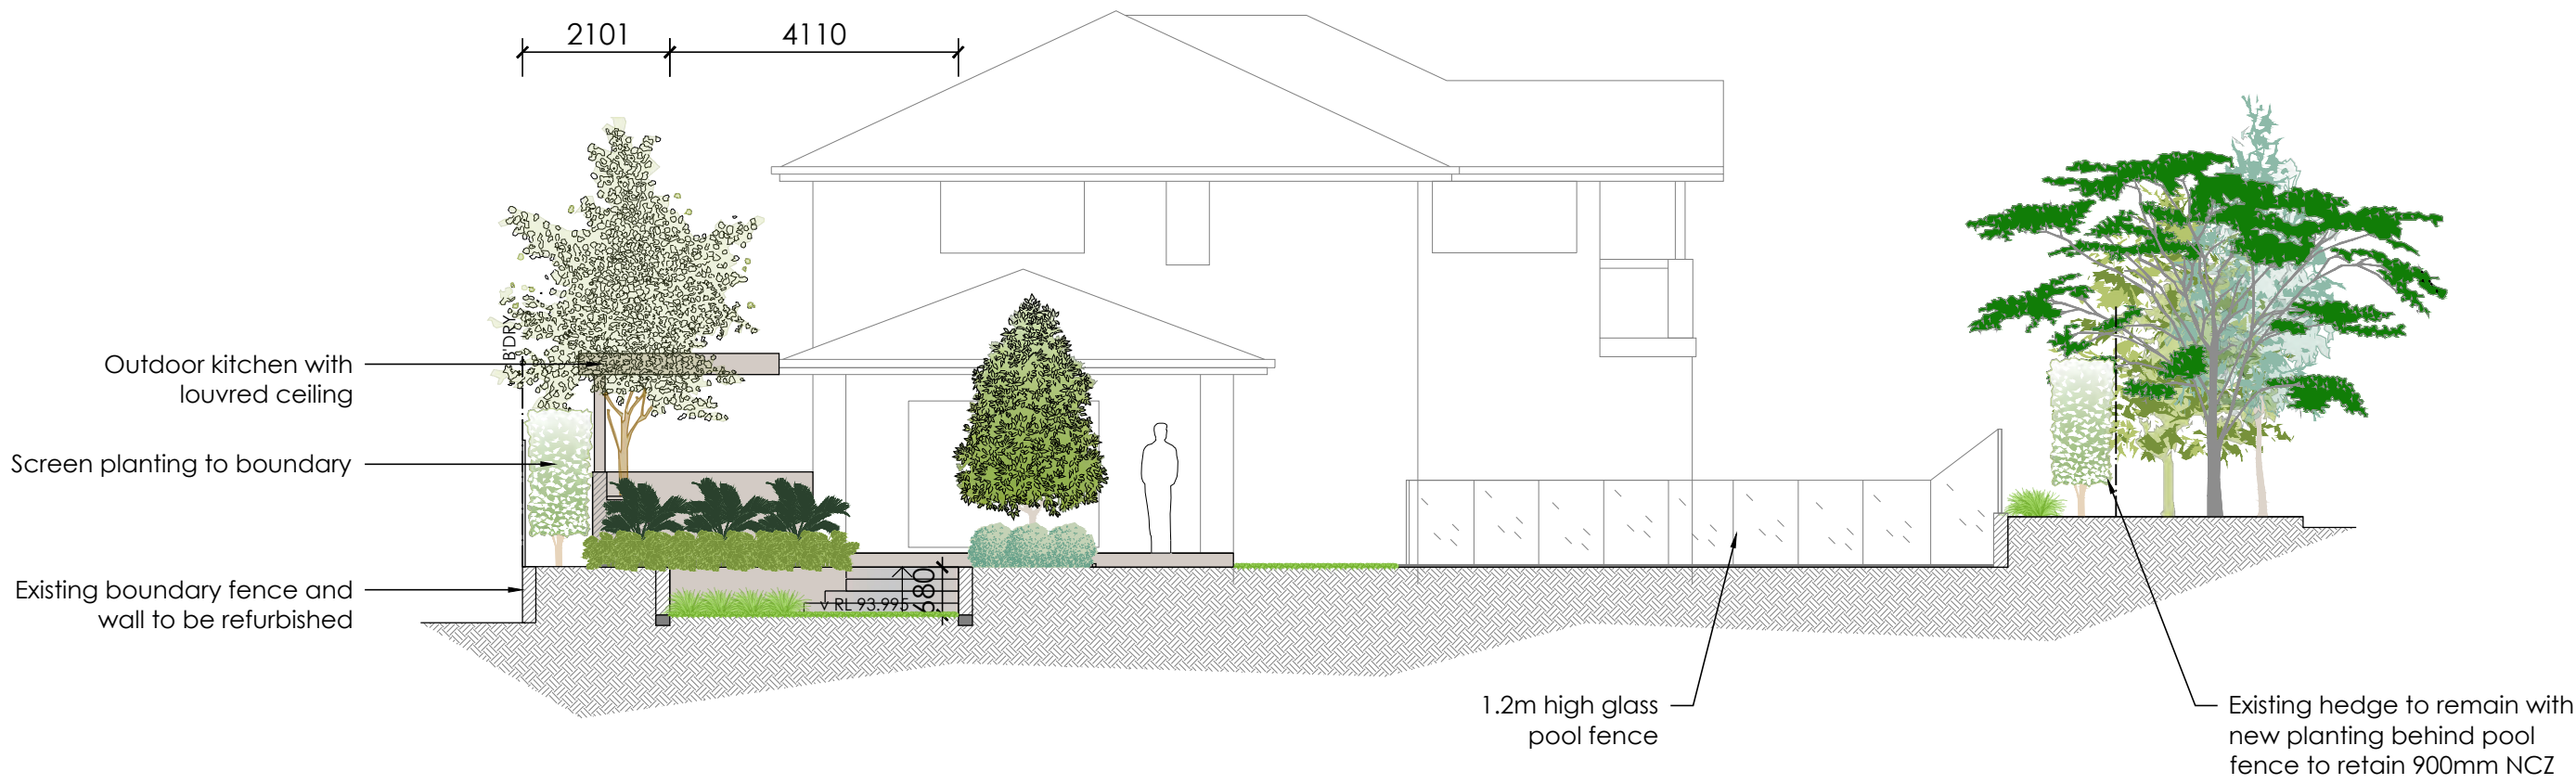 2101
4110
B'DRY
Outdoor kitchen with
louvred ceiling
Screen planting to boundary
Existing boundary fence and
wall to be refurbished
RL 93.995
680
1.2m high glass
pool fence
Existing hedge to remain with
new planting behind pool
fence to retain 900mm NCZ